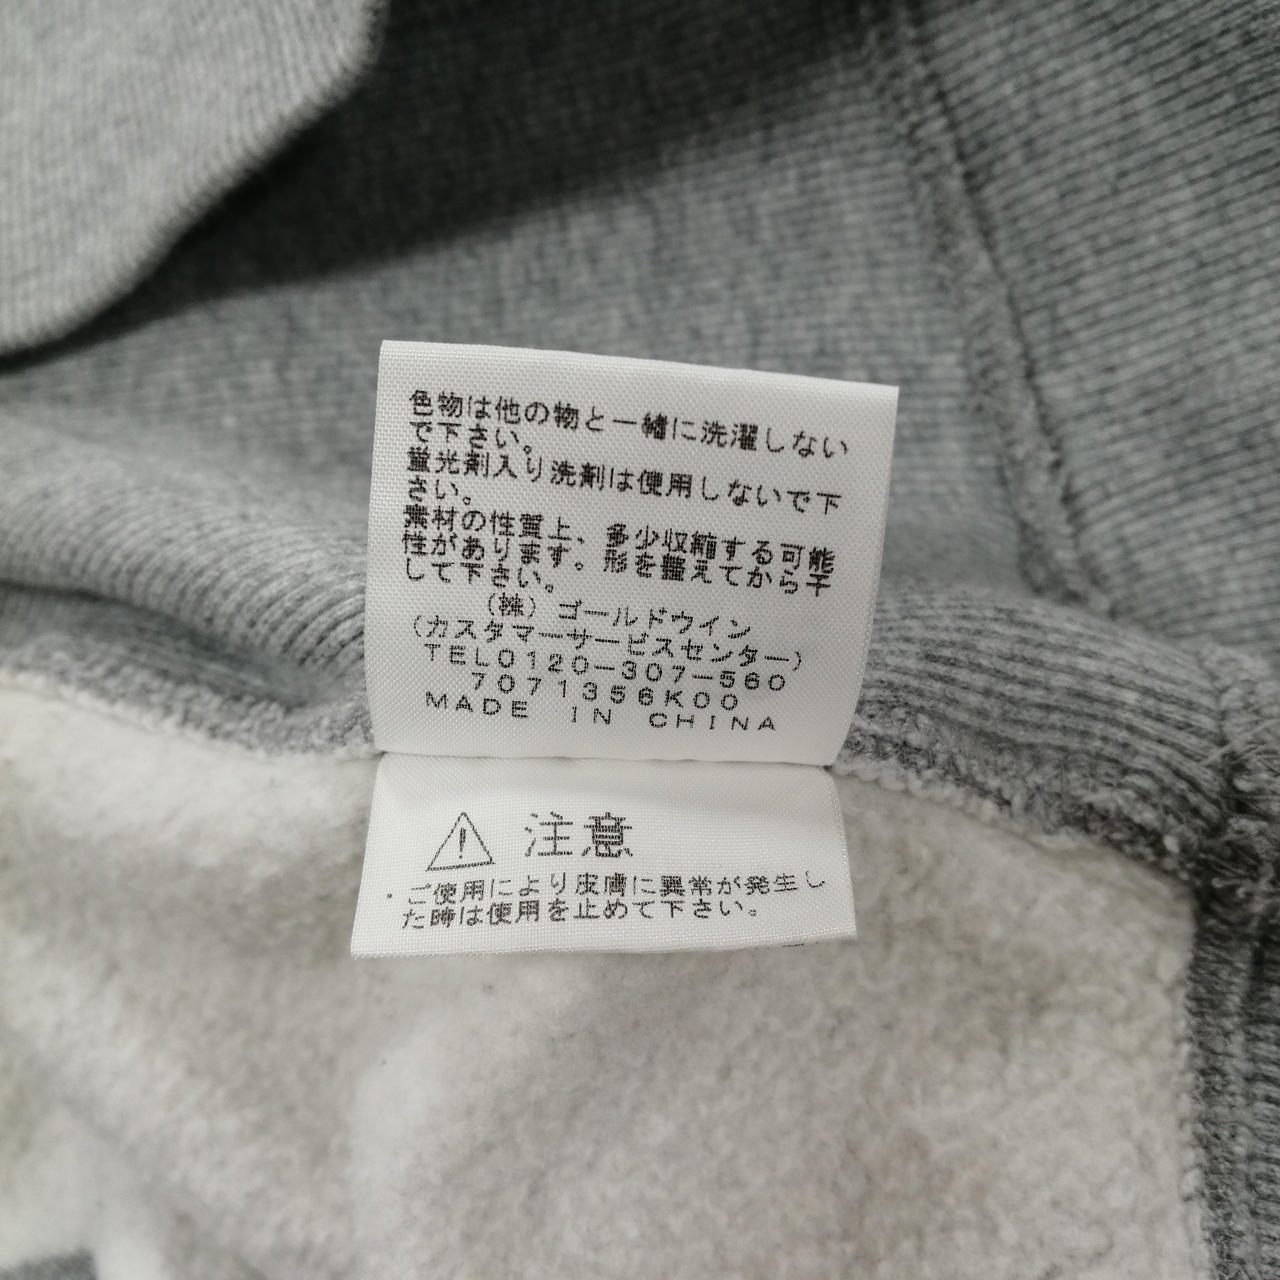 色物は他の物と一緒に洗濯しない
で下さい。
蛍光剤入り洗剤は使用しないで下
さい。
素材の性質上、多少収縮する可能
性があります。形を整えてから干
して下さい。
(株)ゴールドウイン
(カスタマーサービスセンター)
TEL0120-307-560
7071356K00
MADE IN CHINA
注意
・ご使用により皮膚に異常が発生し
た時は使用を止めて下さい。